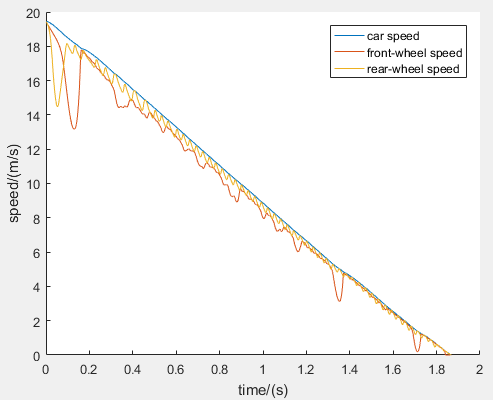 20
18
16
14
12
10
8
6
4
2
0
speed/(m/s)
car speed
front-wheel speed
rear-wheel speed
0 0.2 0.4 0.6 0.8 1 1.2 1.4 1.6 1.8 2
time/(s)